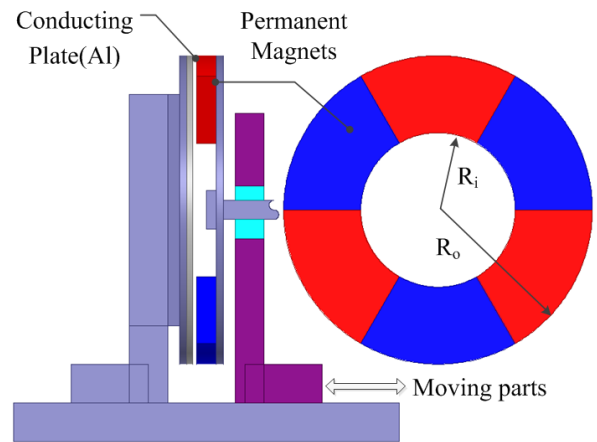 Conducting
Plate(Al)
Permanent
Magnets
Ri
Ro
Moving parts